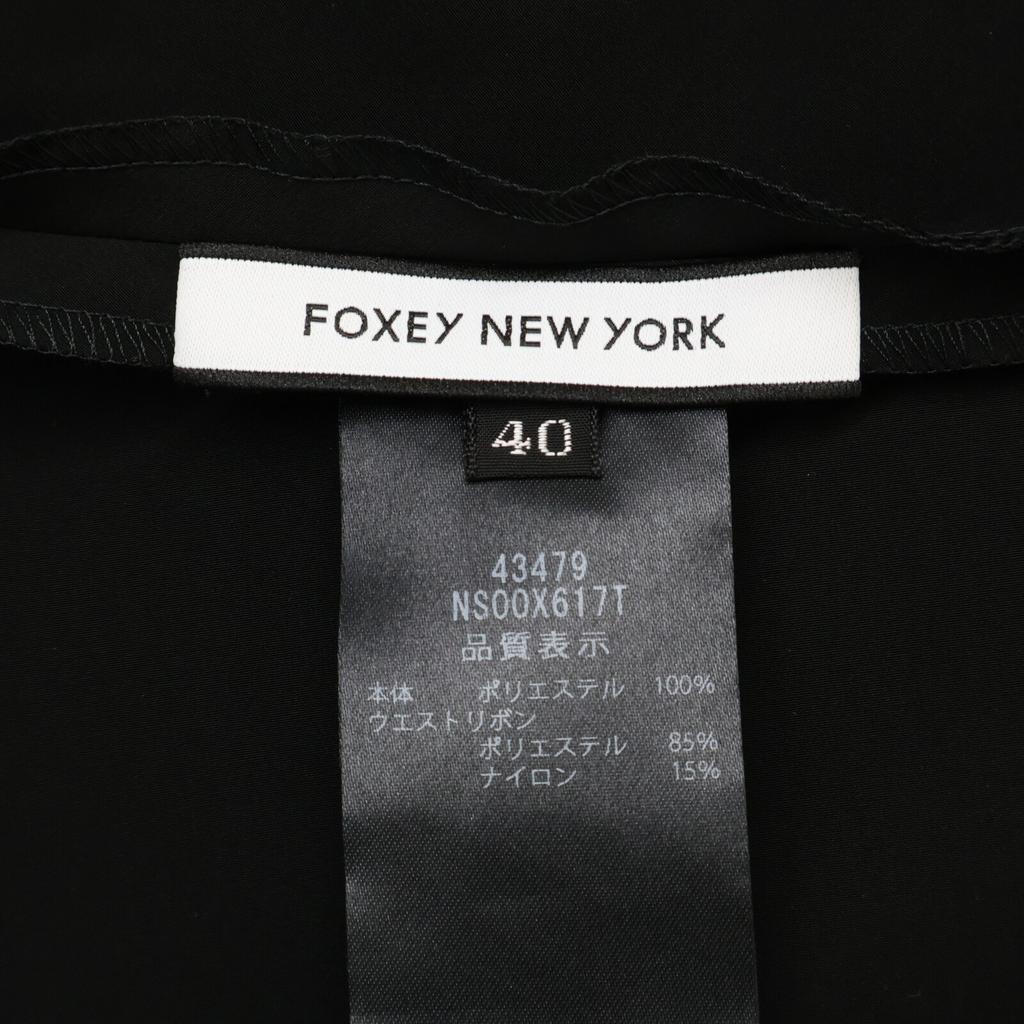 FOXEY NEW YORK
40
43479
NS00X617T
品質表示
本体 ポリエステル 100%
ウエストリボン
ポリエステル 85%
ナイロン 15%